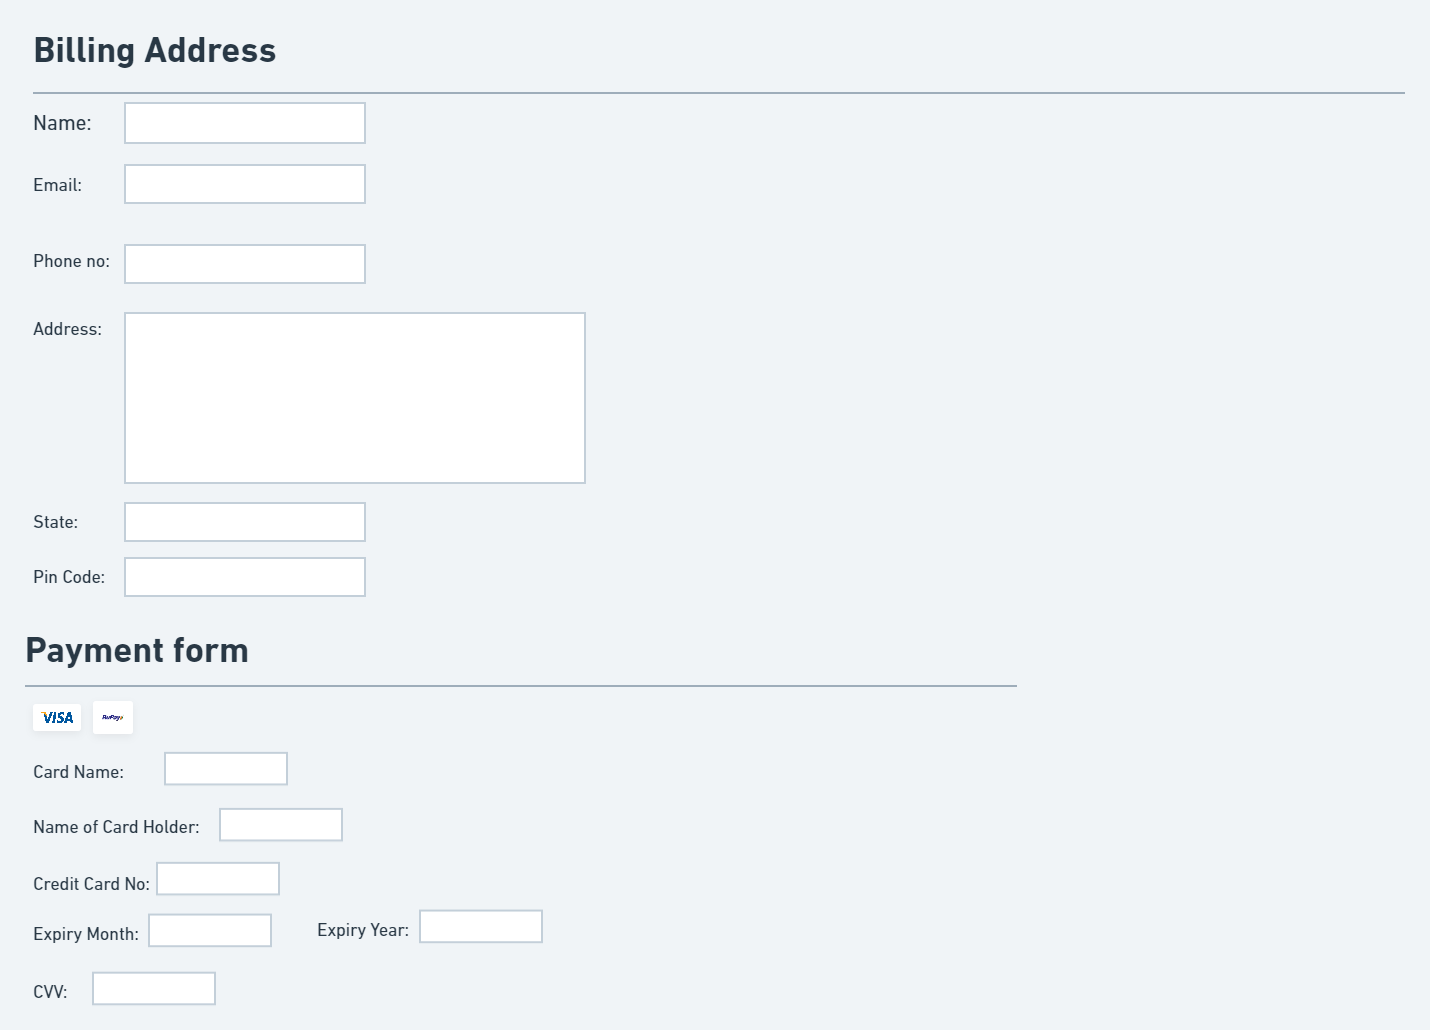 Billing Address
Name:
Email:
Phone no:
Address:
State:
Pin Code:
Payment form
VISA RuPay
Card Name:
Name of Card Holder:
Credit Card No:
Expiry Month: Expiry Year:
CVV: